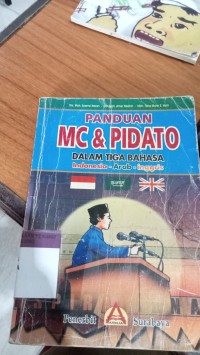 PANDUAN
MC & PIDATO
DALAM TIGA BAHASA
Indonesia - Arab - Inggris
Penerbit
Surabaya